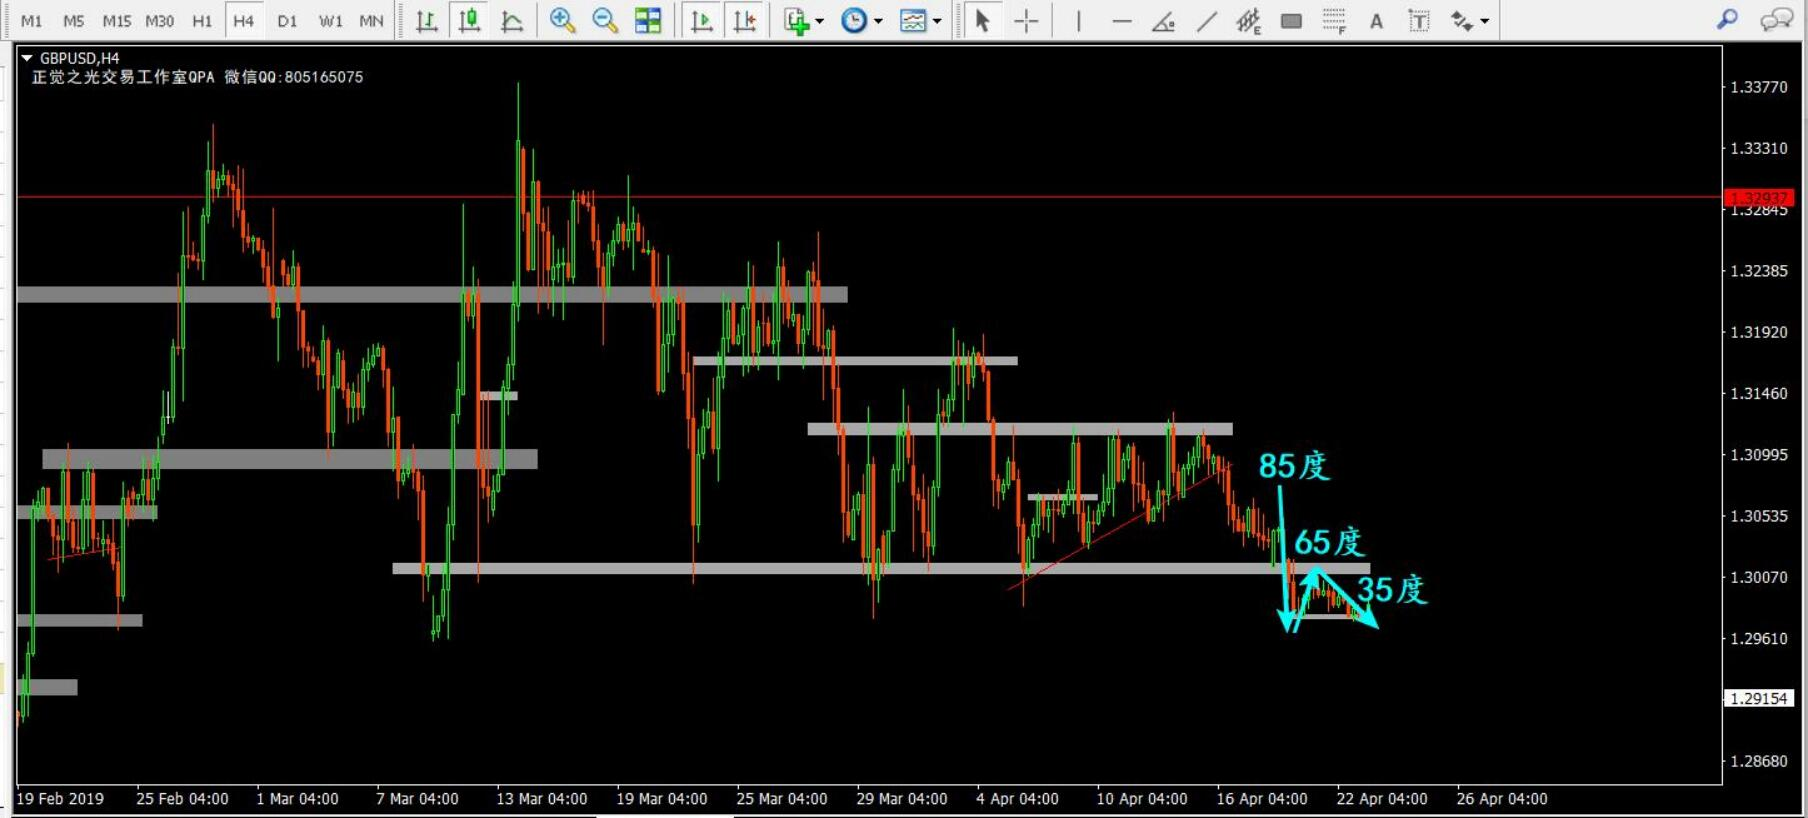 M1 M5 M15 M30 H1 H4 D1 W1 MN
E F A T
GBPUSD,H4
正觉之光交易工作室QPA 微信QQ:805165075
1.33770
1.33310
1.32937
1.32845
1.32385
1.31920
1.31460
1.30995
85度
1.30535
65度
1.30070
35度
1.29610
1.29154
1.28680
19 Feb 2019 25 Feb 04:00 1 Mar 04:00 7 Mar 04:00 13 Mar 04:00 19 Mar 04:00 25 Mar 04:00 29 Mar 04:00 4 Apr 04:00 10 Apr 04:00 16 Apr 04:00 22 Apr 04:00 26 Apr 04:00